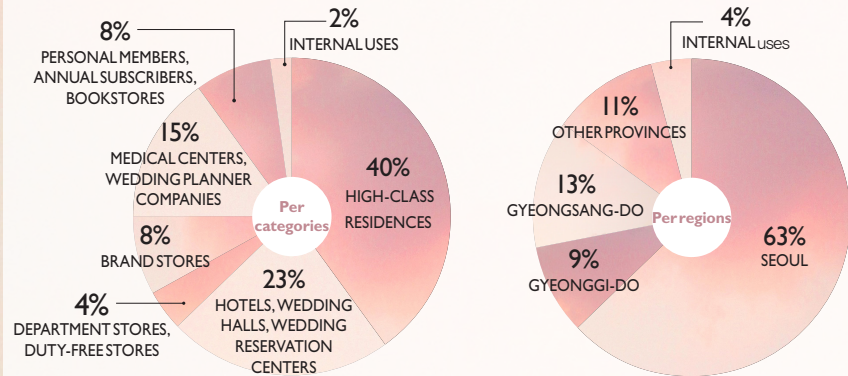 8%
PERSONAL MEMBERS,
ANNUAL SUBSCRIBERS,
BOOKSTORES
2%
INTERNAL USES
15%
MEDICAL CENTERS,
WEDDING PLANNER
COMPANIES
40%
HIGH-CLASS
RESIDENCES
Per
categories
8%
BRAND STORES
23%
HOTELS, WEDDING
HALLS, WEDDING
RESERVATION
CENTERS
4%
DEPARTMENT STORES,
DUTY-FREE STORES
4%
INTERNAL uses
11%
OTHER PROVINCES
13%
GYEONGSANG-DO
Per regions
63%
SEOUL
9%
GYEONGGI-DO